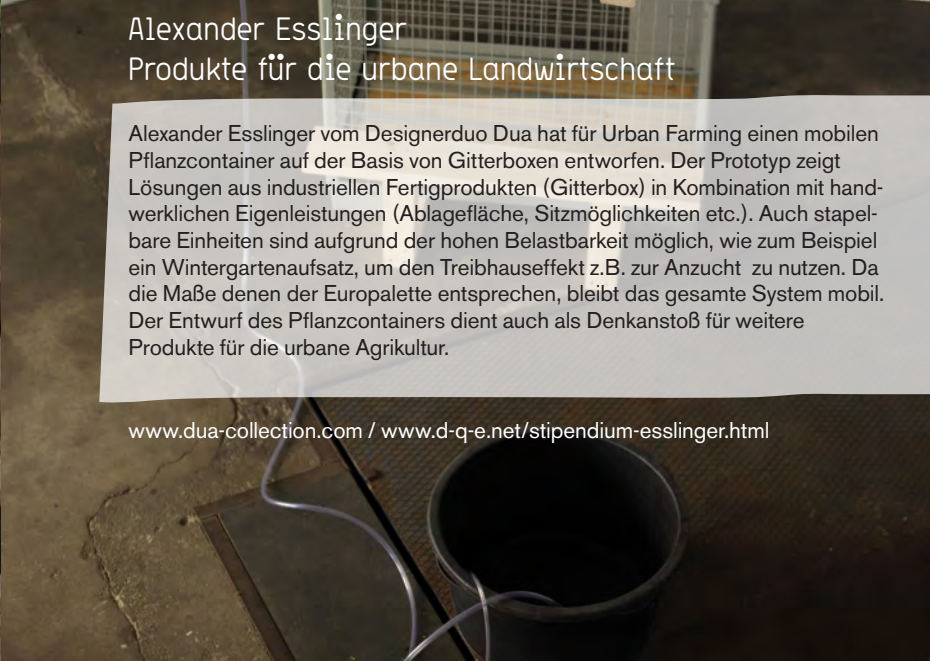 Alexander Esslinger
Produkte für die urbane Landwirtschaft
Alexander Esslinger vom Designerduo Dua hat für Urban Farming einen mobilen
Pflanzcontainer auf der Basis von Gitterboxen entworfen. Der Prototyp zeigt
Lösungen aus industriellen Fertigprodukten (Gitterbox) in Kombination mit hand-
werklichen Eigenleistungen (Ablagefläche, Sitzmöglichkeiten etc.). Auch stapel-
bare Einheiten sind aufgrund der hohen Belastbarkeit möglich, wie zum Beispiel
ein Wintergartenaufsatz, um den Treibhauseffekt z.B. zur Anzucht  zu nutzen. Da
die Maße denen der Europalette entsprechen, bleibt das gesamte System mobil.
Der Entwurf des Pflanzcontainers dient auch als Denkanstoß für weitere
Produkte für die urbane Agrikultur.
www.dua-collection.com / www.d-q-e.net/stipendium-esslinger.html